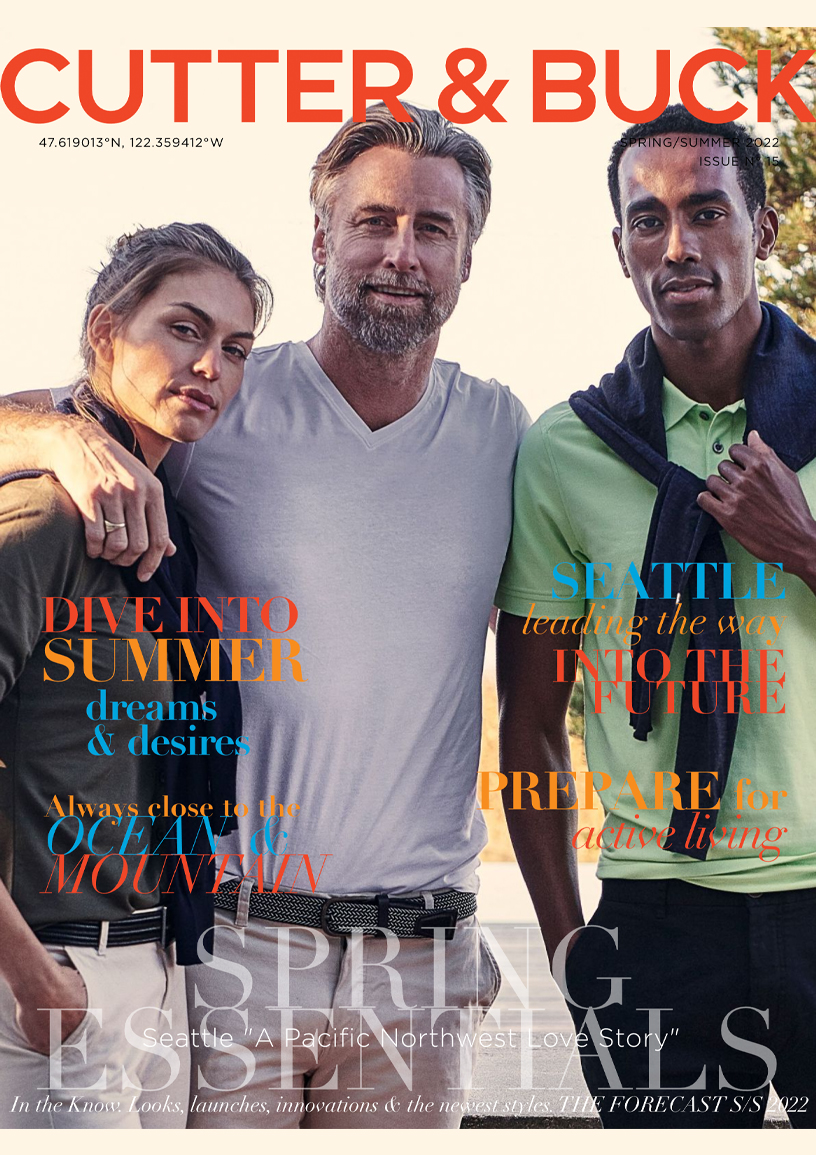 CUTTER & BUCK
47.619013°N, 122.359412°W
SPRING/SUMMER 2022
ISSUE N° 15
DIVE INTO
SUMMER
dreams
& desires
Always close to the
OCEAN &
MOUNTAIN
SEATTLE
leading the way
INTO THE
FUTURE
PREPARE for
active living
SPRING
ESSENTIALS
Seattle "A Pacific Northwest Love Story"
In the Know. Looks, launches, innovations & the newest styles. THE FORECAST S/S 2022